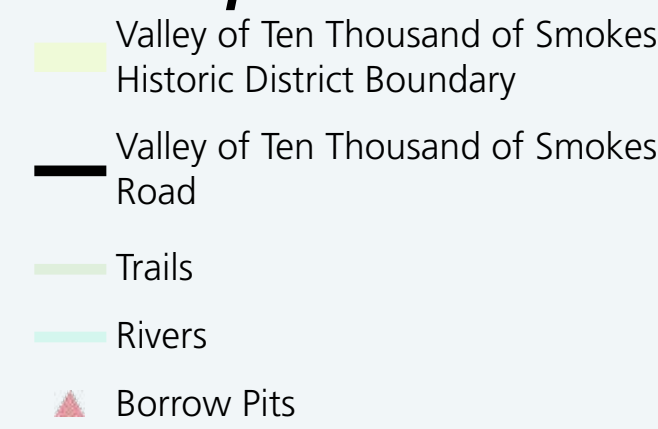 Valley of Ten Thousand of Smokes
Historic District Boundary
Valley of Ten Thousand of Smokes
Road
Trails
Rivers
Borrow Pits